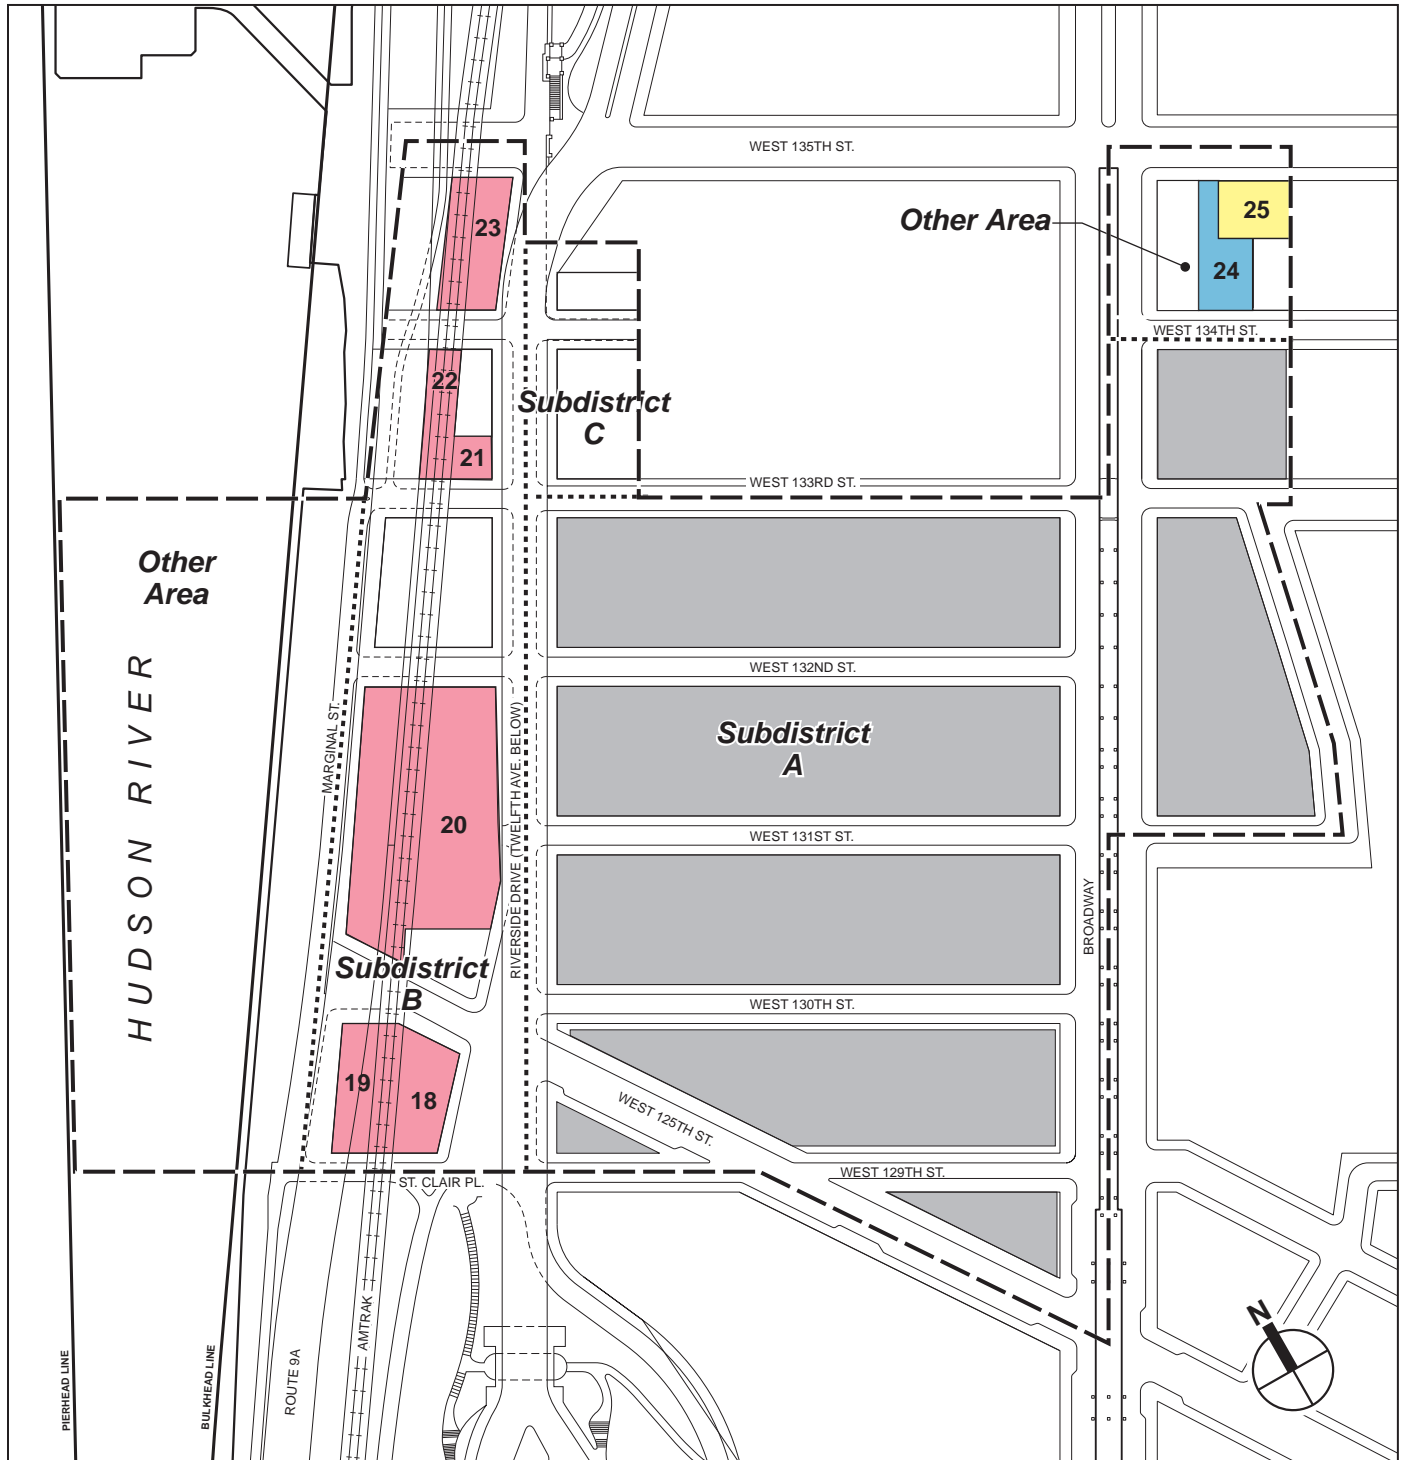 WEST 135TH ST.
23
Other Area
25
24
WEST 134TH ST.
22
21
Subdistrict
C
WEST 133RD ST.
Other
Area
HUDSON RIVER
MARGINAL ST.
RIVERSIDE DRIVE (TWELFTH AVE. BELOW)
WEST 132ND ST.
Subdistrict
A
20
WEST 131ST ST.
BROADWAY
Subdistrict
B
WEST 130TH ST.
19
18
WEST 125TH ST.
WEST 129TH ST.
ST. CLAIR PL.
PIERHEAD LINE
BULKHEAD LINE
ROUTE 9A
AMTRAK
N